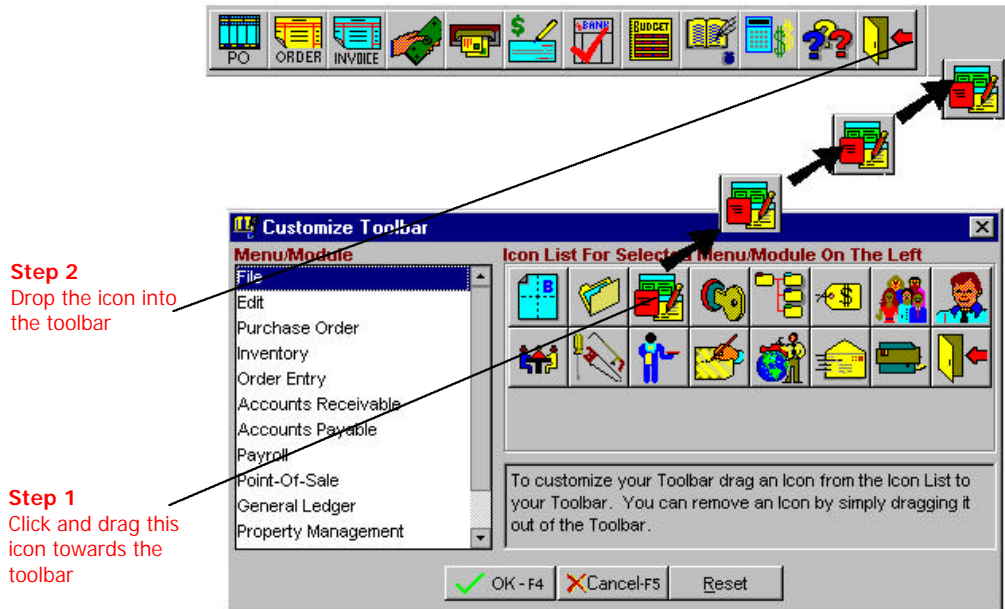 PO ORDER INVOICE BANK BUDGET
Customize Toolbar
Menu/Module
Icon List For Selected Menu/Module On The Left
File
Edit
Purchase Order
Inventory
Order Entry
Accounts Receivable
Accounts Payable
Payroll
Point-Of-Sale
General Ledger
Property Management
B
$
Step 2
Drop the icon into
the toolbar
Step 1
Click and drag this
icon towards the
toolbar
To customize your Toolbar drag an Icon from the Icon List to
your Toolbar. You can remove an Icon by simply dragging it
out of the Toolbar.
OK - F4 Cancel-F5 Reset